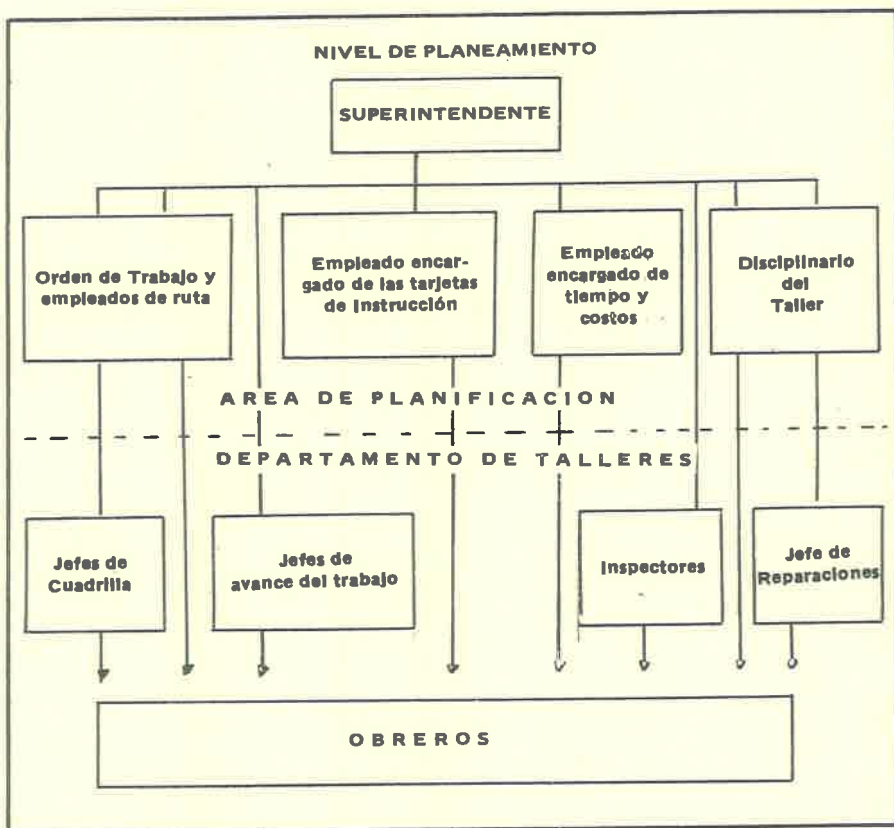 NIVEL DE PLANEAMIENTO
SUPERINTENDENTE
Orden de Trabajo y
empleados de ruta
Empleado encar-
gado de las tarjetas
de Instrucción
Empleado
encargado de
tiempo y
costos
Disciplinario
del
Taller
AREA DE PLANIFICACION
DEPARTAMENTO DE TALLERES
Jefes de
Cuadrilla
Jefes de
avance del trabajo
Inspectores
Jefe de
Reparaciones
OBREROS